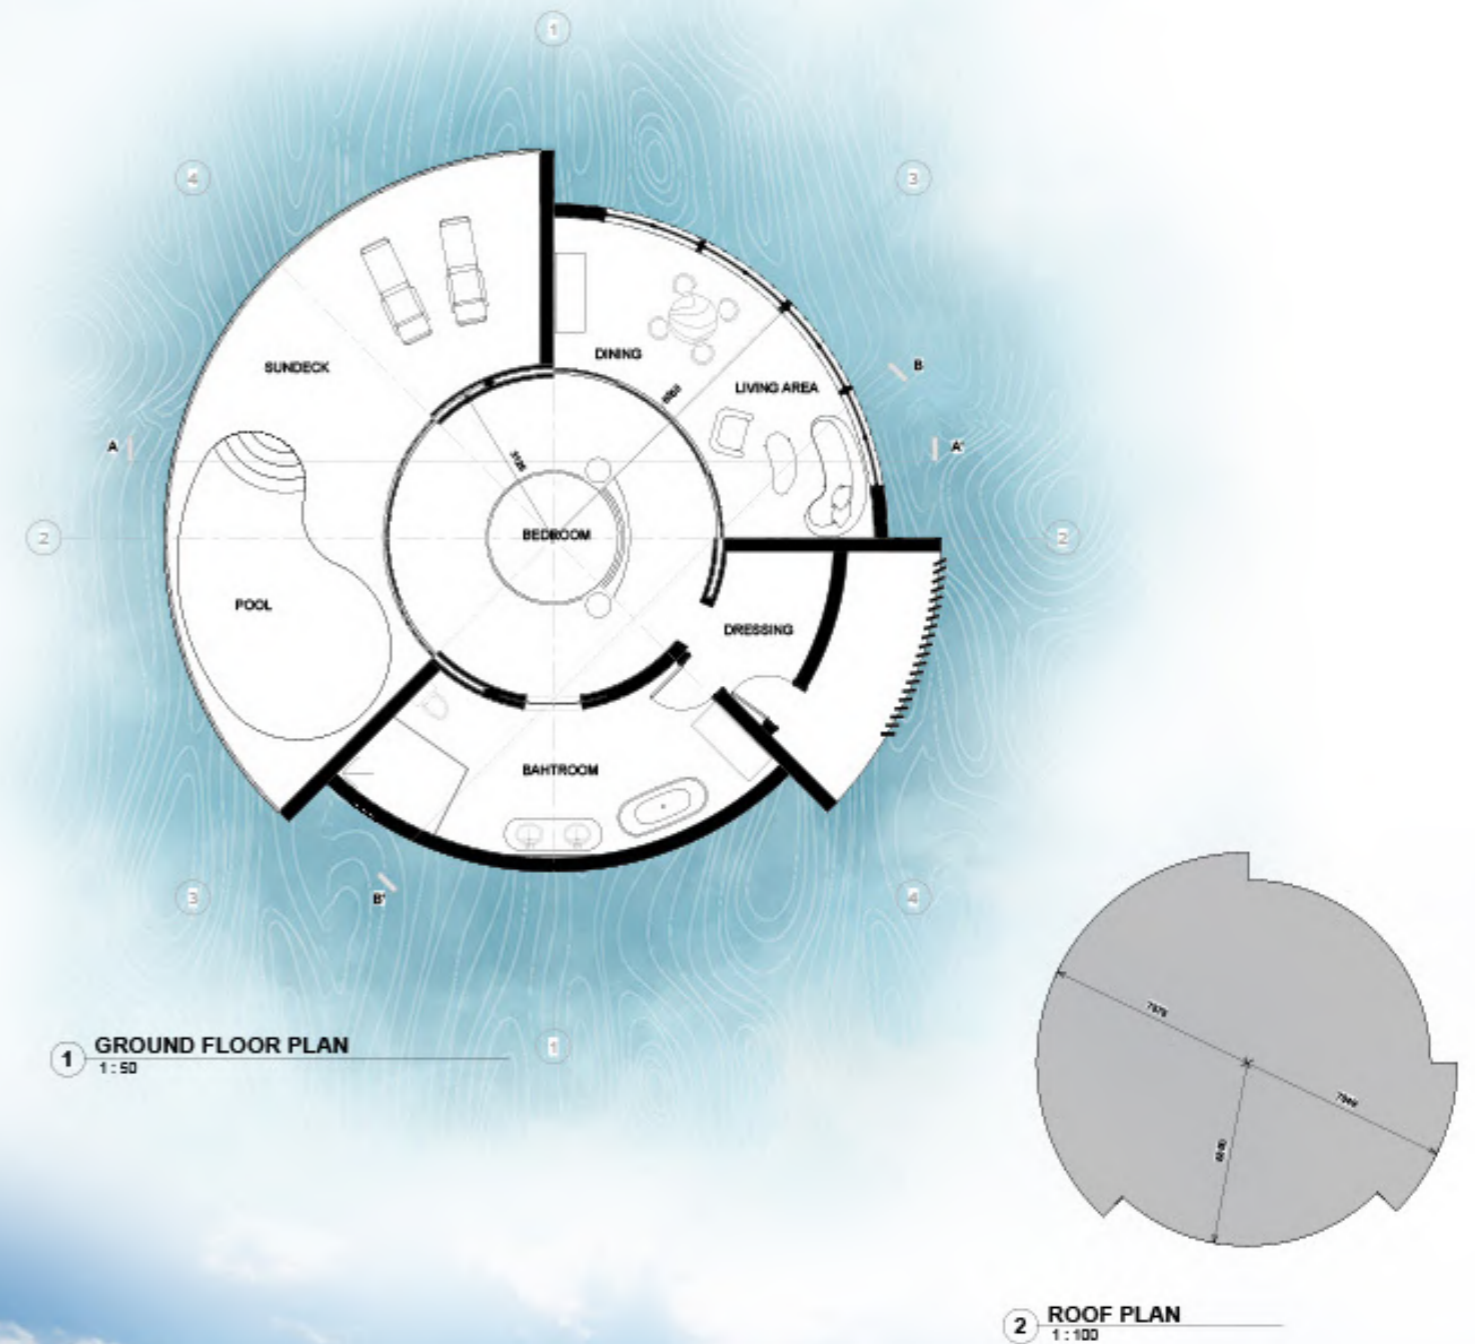 1
4
3
SUNDECK
DINING
B
LIVING AREA
A
A'
3125
2
BEDROOM
2
POOL
DRESSING
BAHTROOM
3
B'
4
1
1 GROUND FLOOR PLAN
1 : 50
2 ROOF PLAN
1 : 100